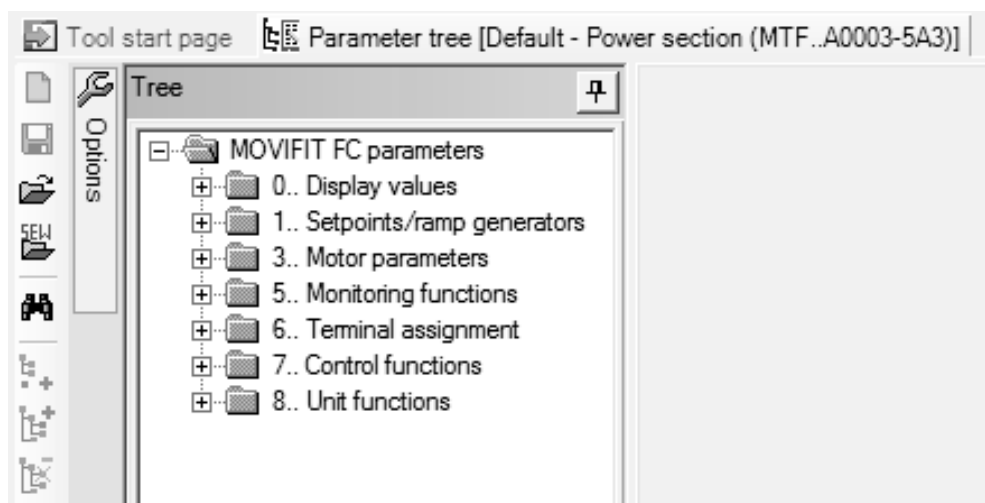 Tool start page
Parameter tree [Default - Power section (MTF..A0003-5A3)]
Options
Tree
MOVIFIT FC parameters
0.. Display values
1.. Setpoints/ramp generators
3.. Motor parameters
5.. Monitoring functions
6.. Terminal assignment
7.. Control functions
8.. Unit functions
SEW